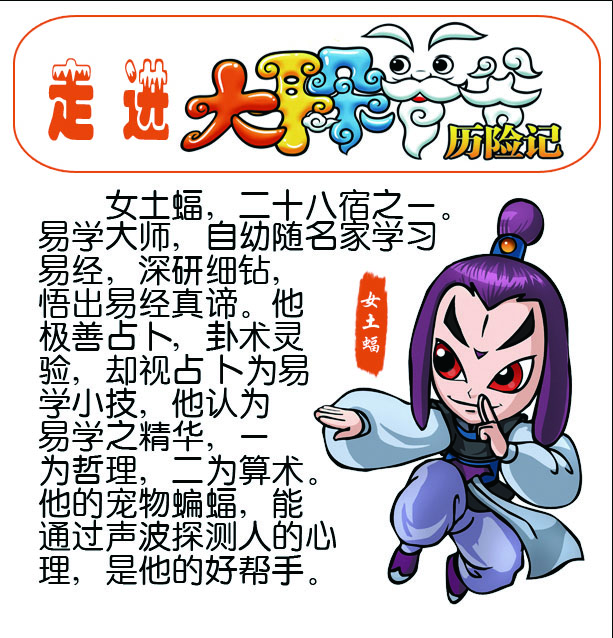 走进大耳朵爷爷历险记
女土蝠，二十八宿之一。
易学大师，自幼随名家学习
易经，深研细钻，
悟出易经真谛。他
极善占卜，卦术灵
验，却视占卜为易
学小技，他认为
易学之精华，一
为哲理，二为算术。
他的宠物蝙蝠，能
通过声波探测人的心
理，是他的好帮手。
女土蝠